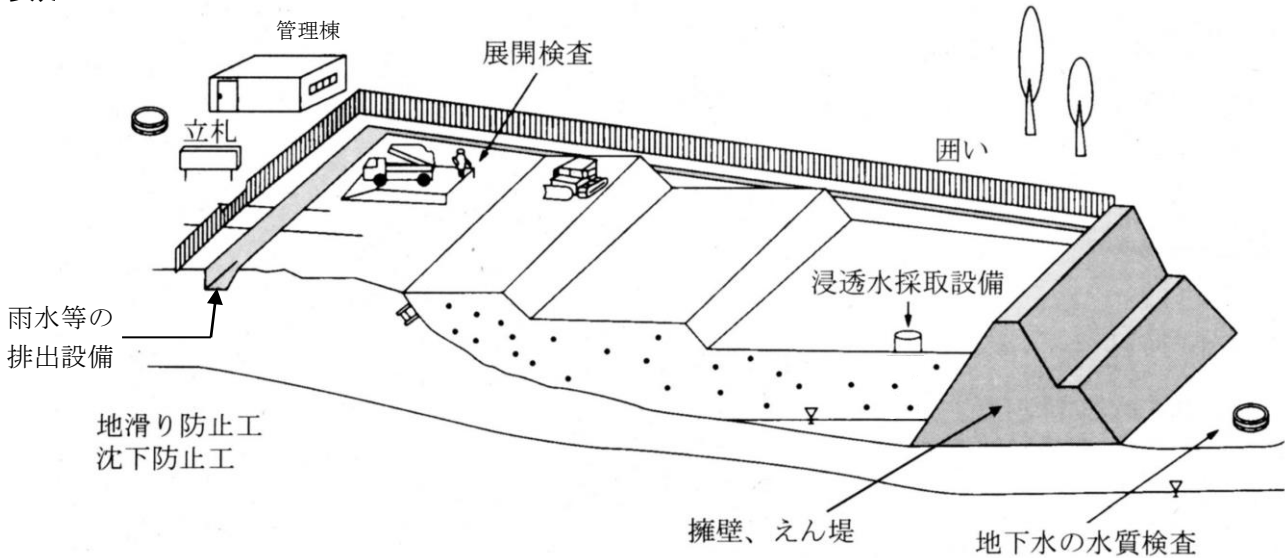 管理棟
展開検査
立札
囲い
浸透水採取設備
雨水等の
排出設備
地滑り防止工
沈下防止工
擁壁、えん堤
地下水の水質検査